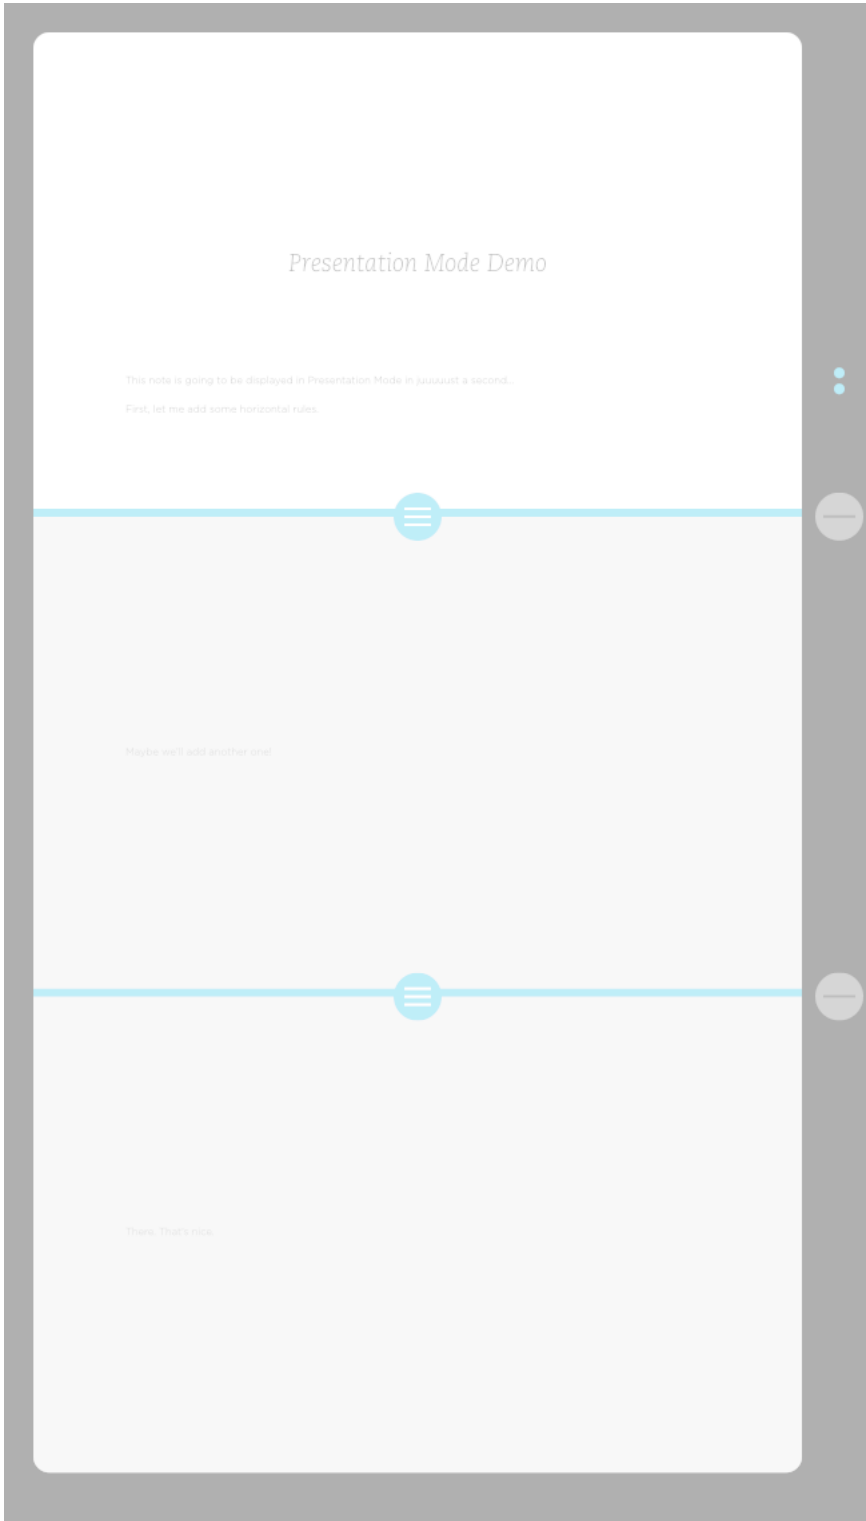 Presentation Mode Demo
This note is going to be displayed in Presentation Mode in juuuuust a second...
First, let me add some horizontal rules.
Maybe we'll add another one!
There. That's nice.